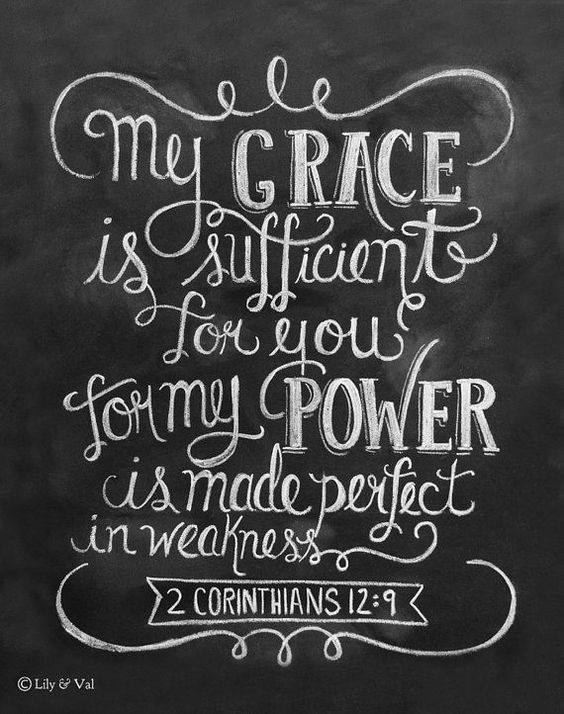 My GRACE
is sufficient
for you
for my POWER
is made perfect
in weakness
2 CORINTHIANS 12:9
© Lily & Val